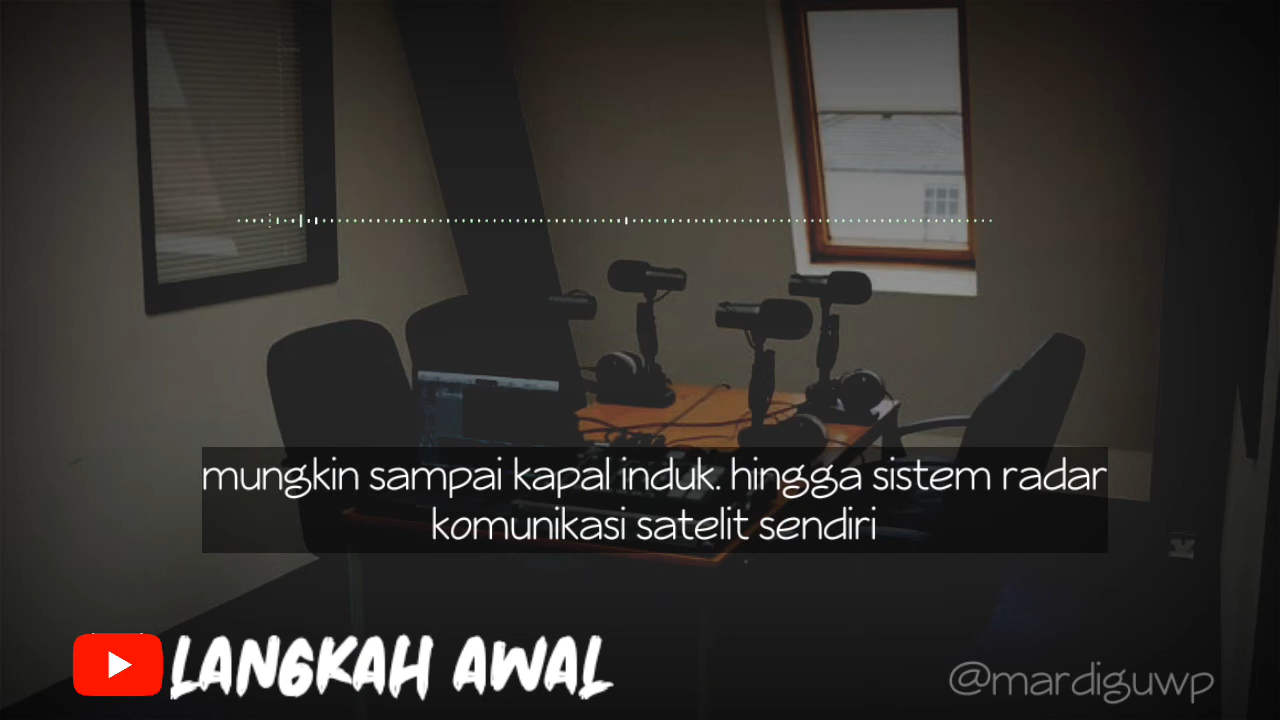 mungkin sampai kapal induk. hingga sistem radar
komunikasi satelit sendiri
LANGKAH AWAL
@mardiguwp